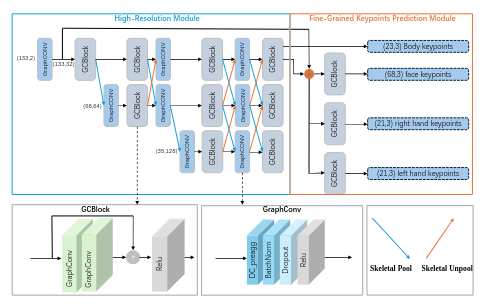 High-Resolution Module
Fine-Grained Keypoints Prediction Module
(133,2)
GraphCONV
(133,32)
GCBlock
GCBlock
GraphCONV
GCBlock
GraphCONV
GCBlock
(23,3) Body keypoints
GCBlock
(68,3) face keypoints
(68,64)
GraphCONV
GCBlock
GraphCONV
GCBlock
GraphCONV
GCBlock
GCBlock
(21,3) right hand keypoints
(35,128)
GraphCONV
GCBlock
GraphCONV
GCBlock
GCBlock
(21,3) left hand keypoints
GCBlock
GraphConv
GraphConv
GraphConv
Relu
DC_preagg
BatchNorm
Dropout
Relu
Skeletal Pool
Skeletal Unpool